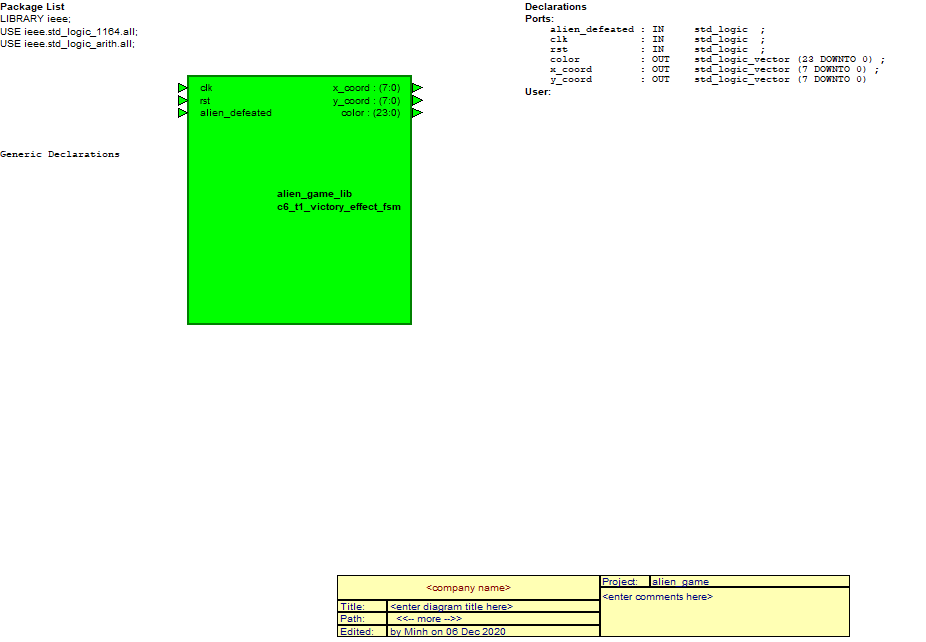 Package List
LIBRARY ieee;
USE ieee.std_logic_1164.all;
USE ieee.std_logic_arith.all;
Declarations
Ports:
alien_defeated : IN std_logic ;
clk : IN std_logic ;
rst : IN std_logic ;
color : OUT std_logic_vector (23 DOWNTO 0) ;
x_coord : OUT std_logic_vector (7 DOWNTO 0) ;
y_coord : OUT std_logic_vector (7 DOWNTO 0)
User:
clk x_coord : (7:0)
rst y_coord : (7:0)
alien_defeated color : (23:0)
Generic Declarations
alien_game_lib
c6_t1_victory_effect_fsm
<company name>
Project: alien_game
<enter comments here>
Title: <enter diagram title here>
Path: <<-- more -->>
Edited: by Minh on 06 Dec 2020